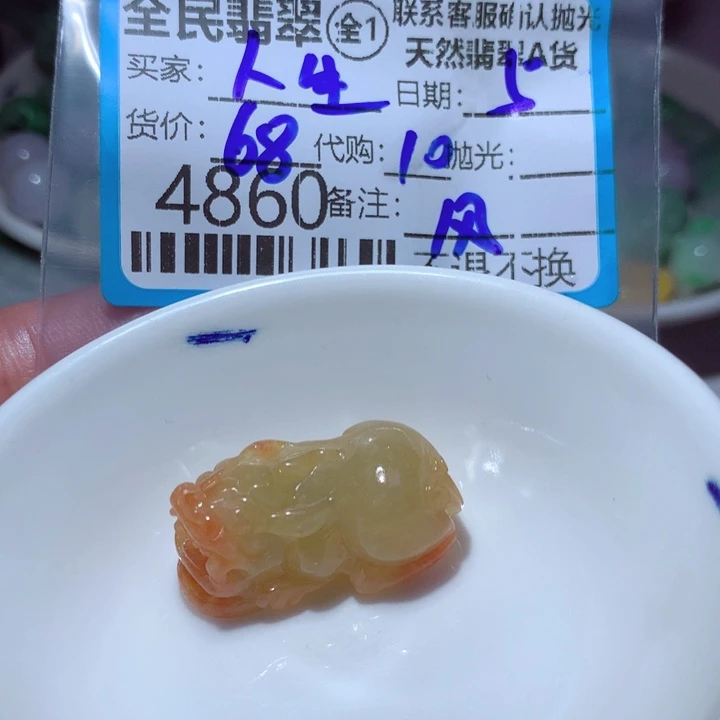 全民翡翠 全1 联系客服确认抛光
天然翡翠A货
买家: 人生 日期: 5
货价: 68 代购: 10 抛光:
4860 备注: 风
不退不换